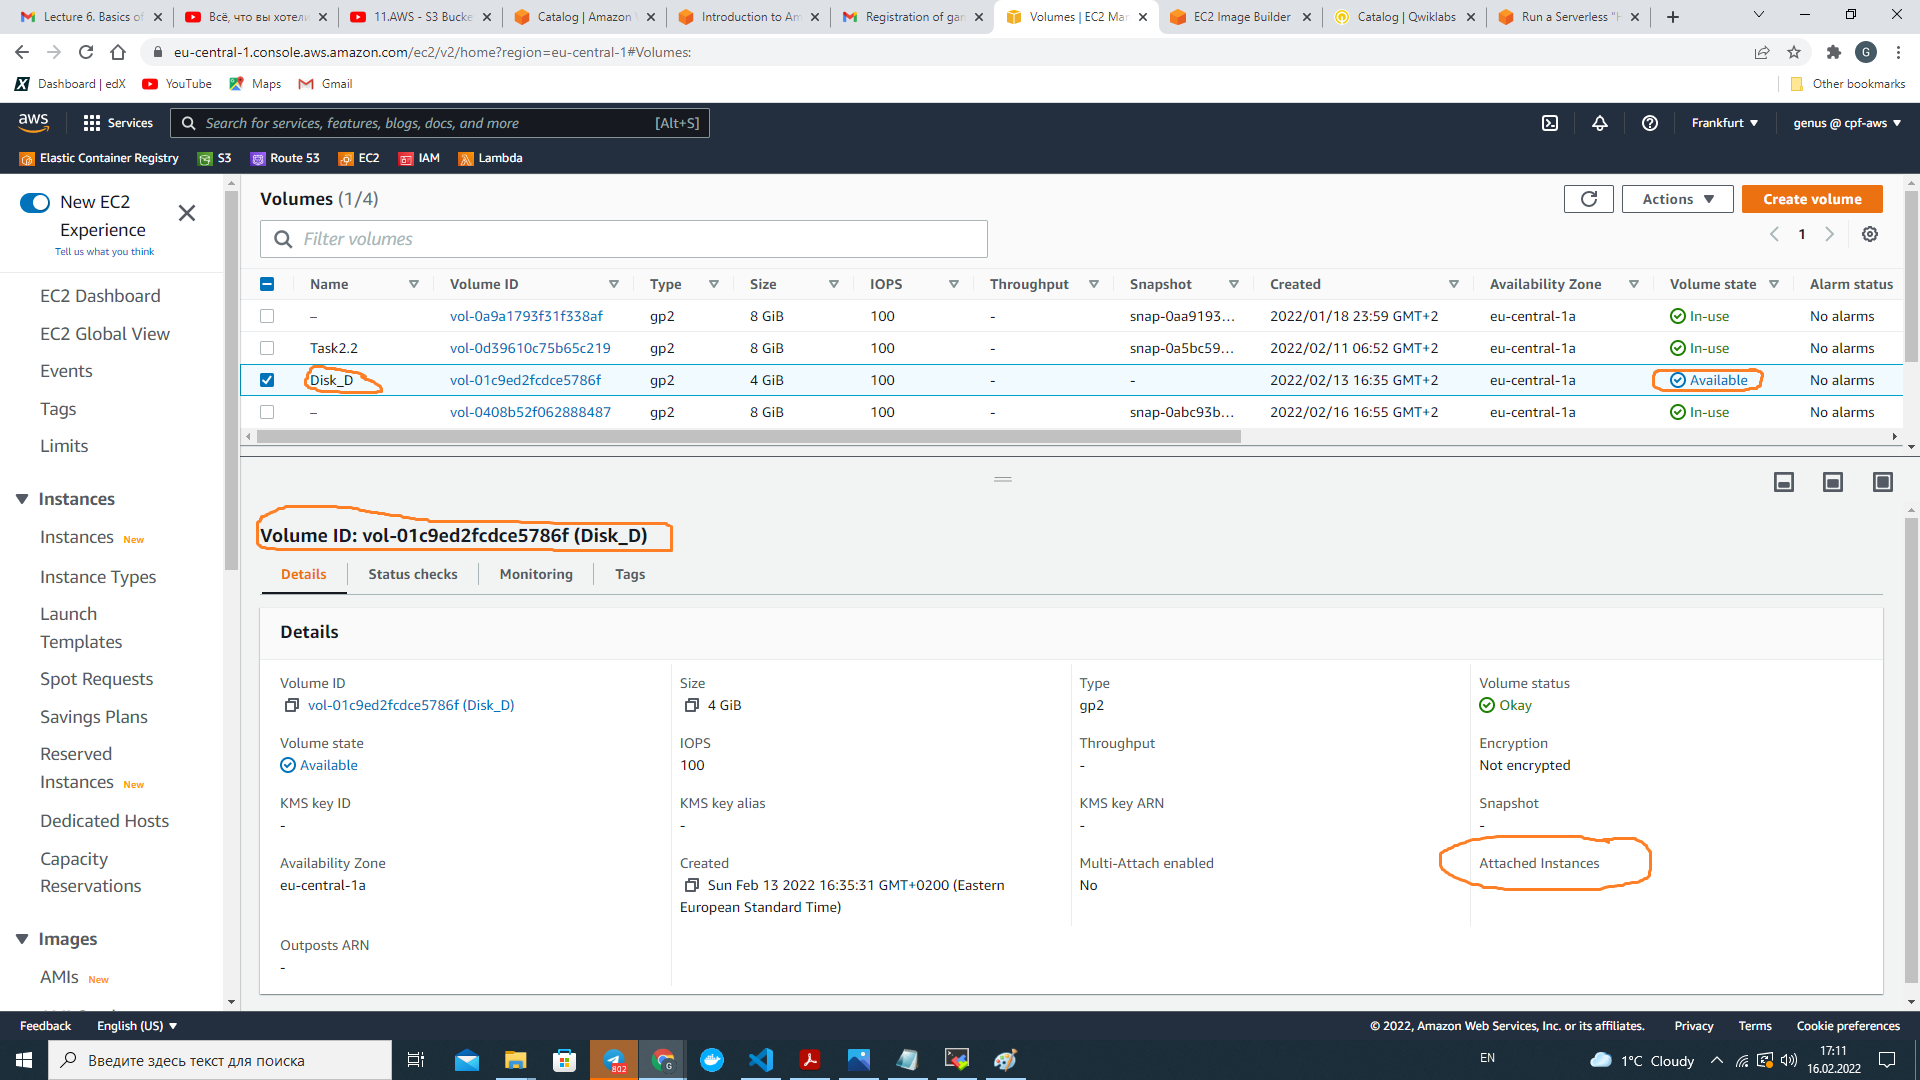 Lecture 6. Basics of
Всё, что вы хотели
11.AWS - S3 Bucke
Catalog | Amazon
Introduction to Am
Registration of gam
Volumes | EC2 Man
EC2 Image Builder
Catalog | Qwiklabs
Run a Serverless "H
eu-central-1.console.aws.amazon.com/ec2/v2/home?region=eu-central-1#Volumes:
G
Dashboard | edX
YouTube
Maps
Gmail
Other bookmarks
aws
Services
Search for services, features, blogs, docs, and more
[Alt+S]
Frankfurt
genus @ cpf-aws
Elastic Container Registry
S3
Route 53
EC2
IAM
Lambda
New EC2
Experience
Tell us what you think
EC2 Dashboard
EC2 Global View
Events
Tags
Limits
Instances
Instances New
Instance Types
Launch
Templates
Spot Requests
Savings Plans
Reserved
Instances New
Dedicated Hosts
Capacity
Reservations
Images
AMIs New
Volumes (1/4)
Actions
Create volume
Filter volumes
1
Name Volume ID Type Size IOPS Throughput Snapshot Created Availability Zone Volume state Alarm status
– vol-0a9a1793f31f338af gp2 8 GiB 100 - snap-0aa9193... 2022/01/18 23:59 GMT+2 eu-central-1a In-use No alarms
Task2.2 vol-0d39610c75b65c219 gp2 8 GiB 100 - snap-0a5bc59... 2022/02/11 06:52 GMT+2 eu-central-1a In-use No alarms
Disk_D vol-01c9ed2fcdce5786f gp2 4 GiB 100 - - 2022/02/13 16:35 GMT+2 eu-central-1a Available No alarms
– vol-0408b52f062888487 gp2 8 GiB 100 - snap-0abc93b... 2022/02/16 16:55 GMT+2 eu-central-1a In-use No alarms
Volume ID: vol-01c9ed2fcdce5786f (Disk_D)
Details Status checks Monitoring Tags
Details
Volume ID Size Type Volume status
vol-01c9ed2fcdce5786f (Disk_D) 4 GiB gp2 Okay
Volume state IOPS Throughput Encryption
Available 100 - Not encrypted
KMS key ID KMS key alias KMS key ARN Snapshot
- - - -
Availability Zone Created Multi-Attach enabled Attached Instances
eu-central-1a Sun Feb 13 2022 16:35:31 GMT+0200 (Eastern No
European Standard Time)
Outposts ARN
-
Feedback English (US)
© 2022, Amazon Web Services, Inc. or its affiliates. Privacy Terms Cookie preferences
Введите здесь текст для поиска
802
G
EN
1°C Cloudy
17:11
16.02.2022